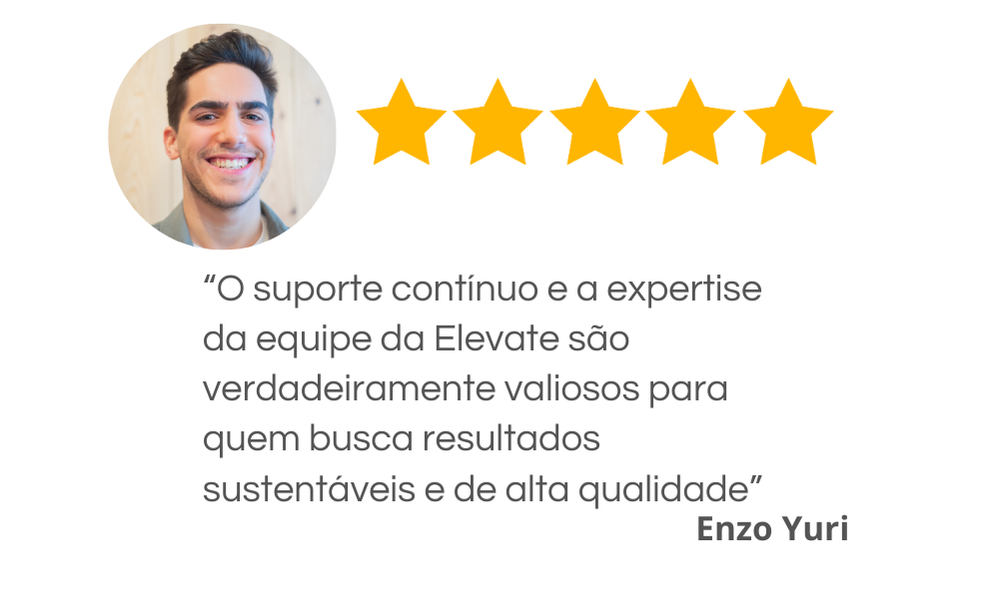 “O suporte contínuo e a expertise
da equipe da Elevate são
verdadeiramente valiosos para
quem busca resultados
sustentáveis e de alta qualidade”
Enzo Yuri